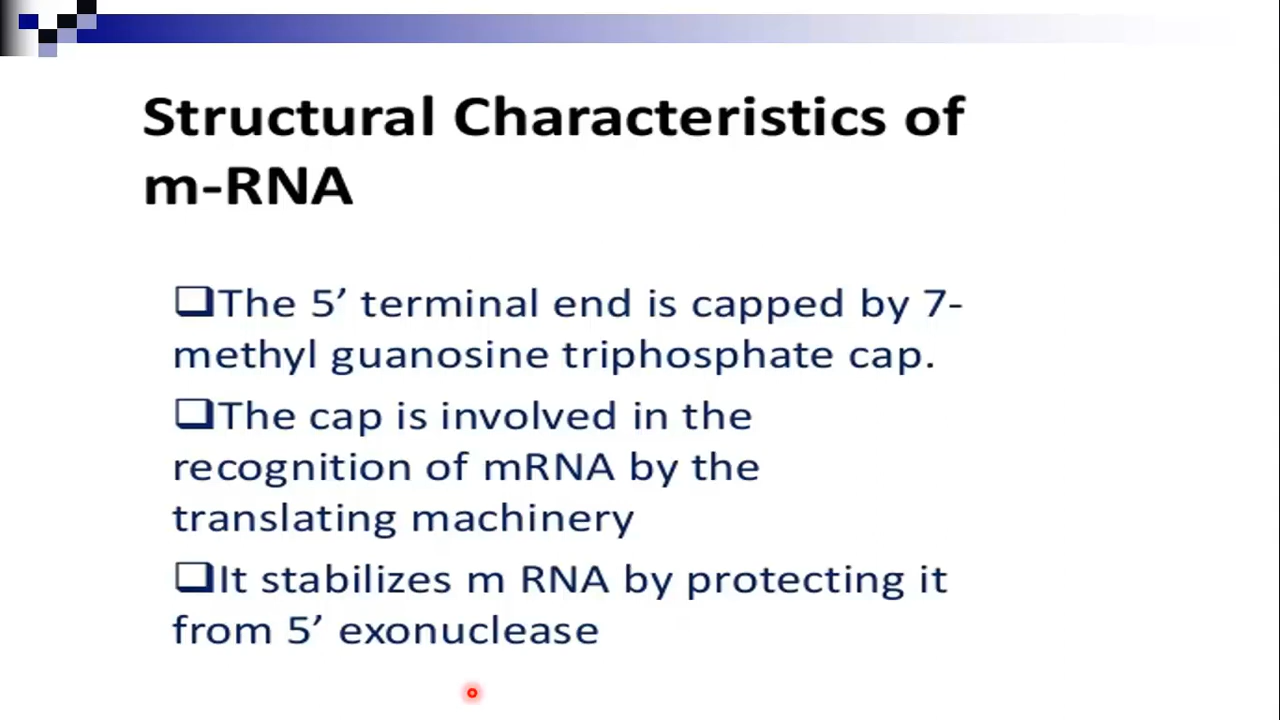 Structural Characteristics of
m-RNA
❑The 5’ terminal end is capped by 7-
methyl guanosine triphosphate cap.
❑The cap is involved in the
recognition of mRNA by the
translating machinery
❑It stabilizes m RNA by protecting it
from 5’ exonuclease